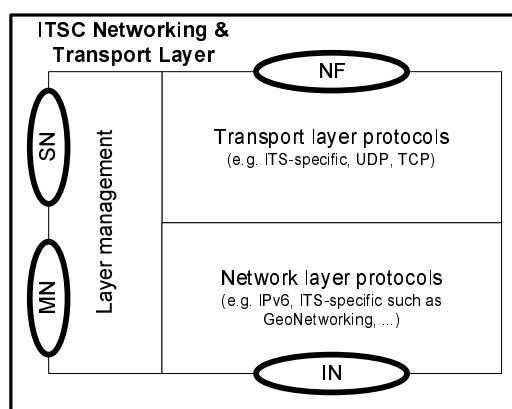 ITSC Networking &
Transport Layer
NF
SN
MN
Layer management
Transport layer protocols
(e.g. ITS-specific, UDP, TCP)
Network layer protocols
(e.g. IPv6, ITS-specific such as
GeoNetworking, ...)
IN